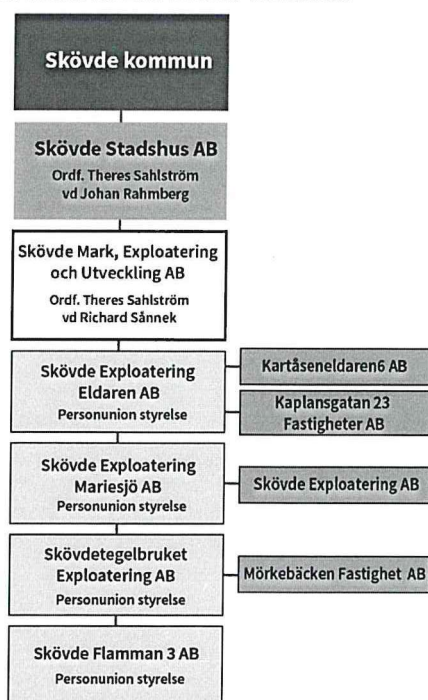 Skövde kommun
Skövde Stadshus AB
Ordf. Theres Sahlström
vd Johan Rahmberg
Skövde Mark, Exploatering
och Utveckling AB
Ordf. Theres Sahlström
vd Richard Sånnek
Skövde Exploatering
Eldaren AB
Personunion styrelse
Kartåseneldaren6 AB
Kaplansgatan 23
Fastigheter AB
Skövde Exploatering
Mariesjö AB
Personunion styrelse
Skövde Exploatering AB
Skövdetegelbruket
Exploatering AB
Personunion styrelse
Mörkebäcken Fastighet AB
Skövde Flamman 3 AB
Personunion styrelse